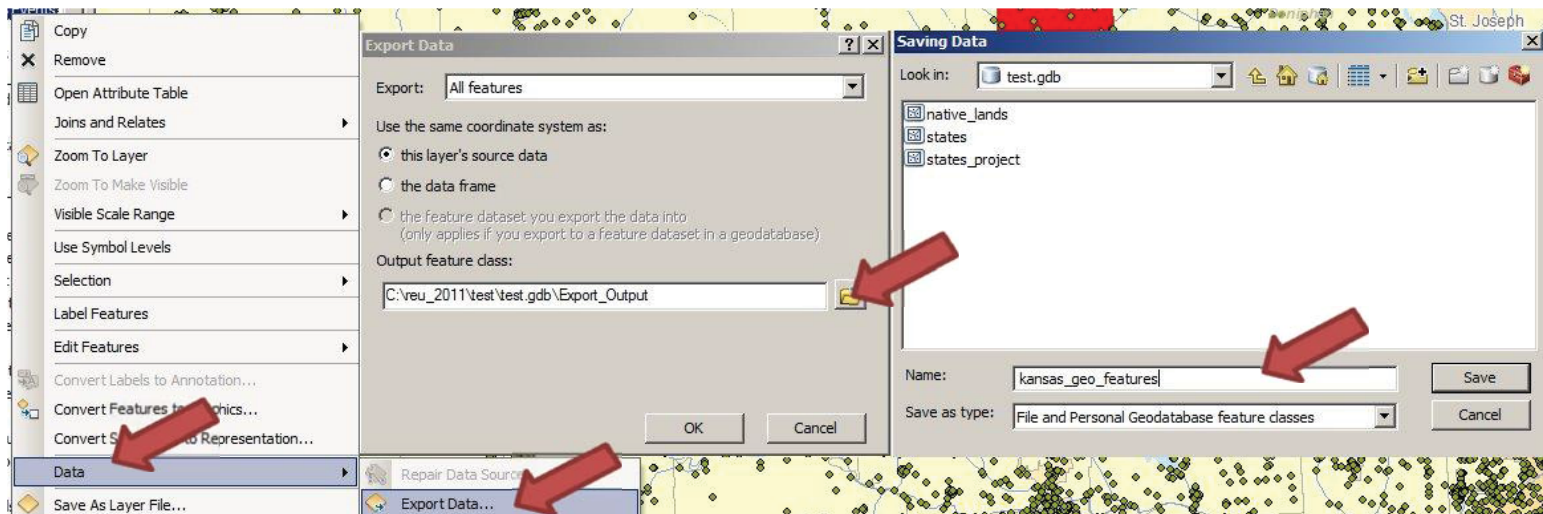 Events
Copy
Remove
Open Attribute Table
Joins and Relates
Zoom To Layer
Zoom To Make Visible
Visible Scale Range
Use Symbol Levels
Selection
Label Features
Edit Features
Convert Labels to Annotation...
Convert Features to
Convert to Representation...
Data
Save As Layer File...
Repair Data Source
Export Data...
Export Data
Export: All features
Use the same coordinate system as:
this layer's source data
the data frame
the feature dataset you export the data into
(only applies if you export to a feature dataset in a geodatabase)
Output feature class:
C:\reu_2011\test\test.gdb\Export_Output
OK Cancel
Doniphan
St. Joseph
Saving Data
Look in: test.gdb
native_lands
states
states_project
Name: kansas_geo_features
Save
Save as type: File and Personal Geodatabase feature classes
Cancel